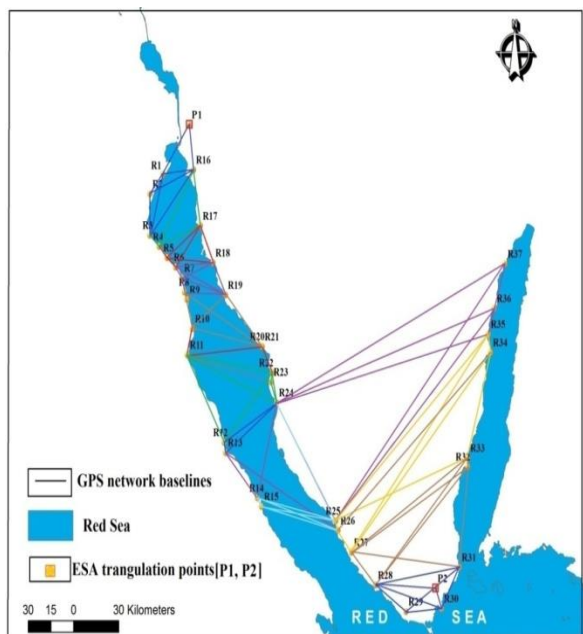 P1
R1
R16
R2
R3
R17
R4
R5
R6
R18
R7
R8
R9
R19
R10
R20
R21
R11
R22
R23
R24
R12
R13
R14
R15
R25
R26
R27
R28
R29
R30
P2
R31
R32
R33
R34
R35
R36
R37
GPS network baselines
Red Sea
ESA trangulation points[P1, P2]
30 15 0 30 Kilometers
RED SEA